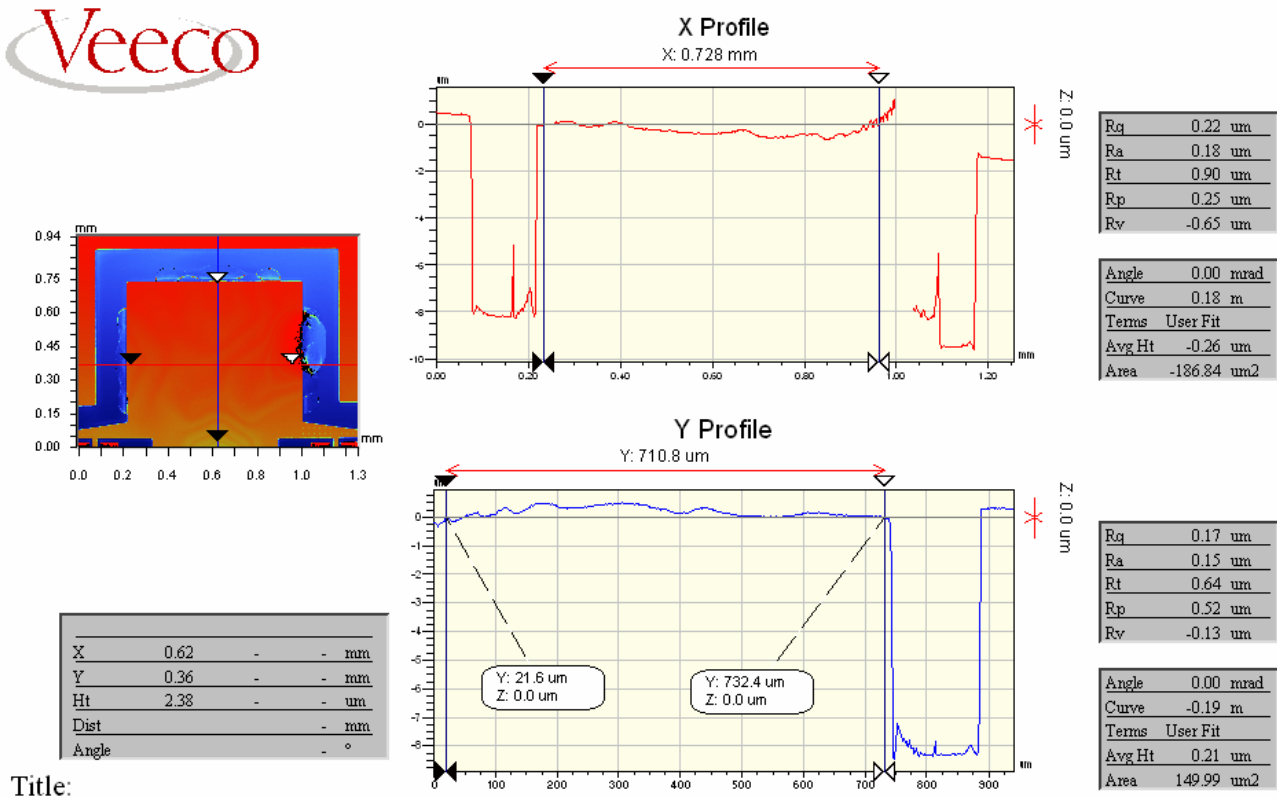 Veeco
X Profile
X: 0.728 mm
um
0
-2
-4
-6
-8
-10
mm
0.00 0.20 0.40 0.60 0.80 1.00 1.20
Z: 0.0 um
Rq 0.22 um
Ra 0.18 um
Rt 0.90 um
Rp 0.25 um
Rv -0.65 um
Angle 0.00 mrad
Curve 0.18 m
Terms User Fit
Avg Ht -0.26 um
Area -186.84 um2
mm
0.94
0.75
0.60
0.45
0.30
0.15
0.00
mm
0.0 0.2 0.4 0.6 0.8 1.0 1.3
Y Profile
Y: 710.8 um
um
0
-1
-2
-3
-4
-5
-6
-7
-8
um
0 100 200 300 400 500 600 700 800 900
Y: 21.6 um
Z: 0.0 um
Y: 732.4 um
Z: 0.0 um
Z: 0.0 um
Rq 0.17 um
Ra 0.15 um
Rt 0.64 um
Rp 0.52 um
Rv -0.13 um
Angle 0.00 mrad
Curve -0.19 m
Terms User Fit
Avg Ht 0.21 um
Area 149.99 um2
X 0.62 - - mm
Y 0.36 - - mm
Ht 2.38 - - um
Dist - mm
Angle - °
Title: